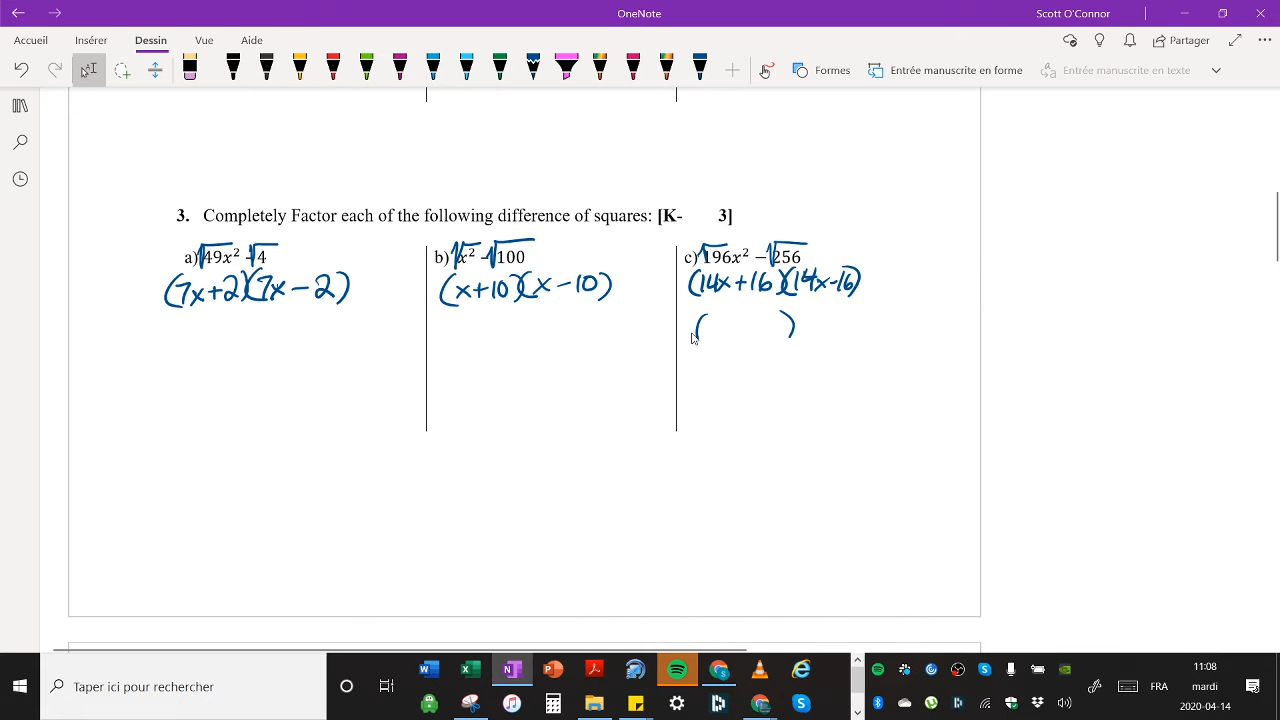 OneNote
Scott O'Connor
Accueil Insérer Dessin Vue Aide
Partager
Formes
Entrée manuscrite en forme
Entrée manuscrite en texte
3. Completely Factor each of the following difference of squares: [K- 3]
a) √49x² - √4
(7x+2)(7x-2)
b) √x² - √100
(x+10)(x-10)
c) √196x² - √256
(14x+16)(14x-16)
( )
Taper ici pour rechercher
FRA
11:08
mardi
2020-04-14